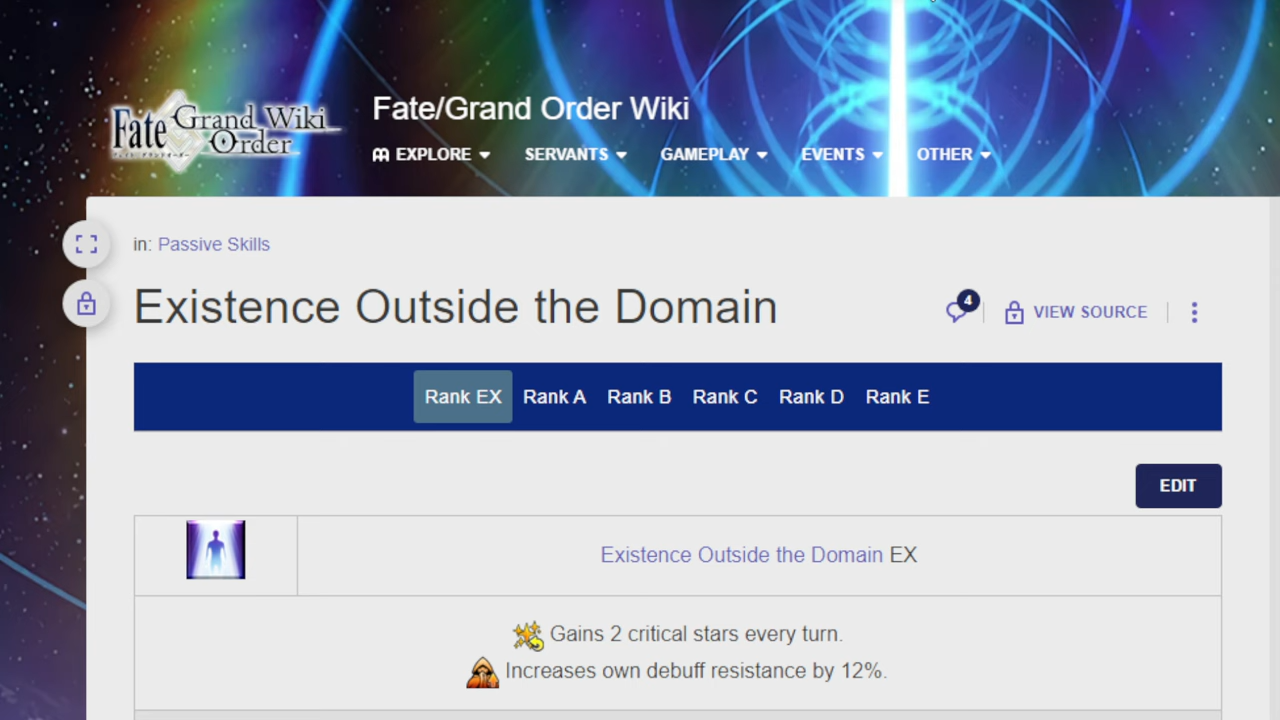 Fate Grand Wiki
Order
Fate/Grand Order Wiki
EXPLORE SERVANTS GAMEPLAY EVENTS OTHER
in: Passive Skills
Existence Outside the Domain
4
VIEW SOURCE
Rank EX Rank A Rank B Rank C Rank D Rank E
EDIT
Existence Outside the Domain EX
Gains 2 critical stars every turn.
Increases own debuff resistance by 12%.